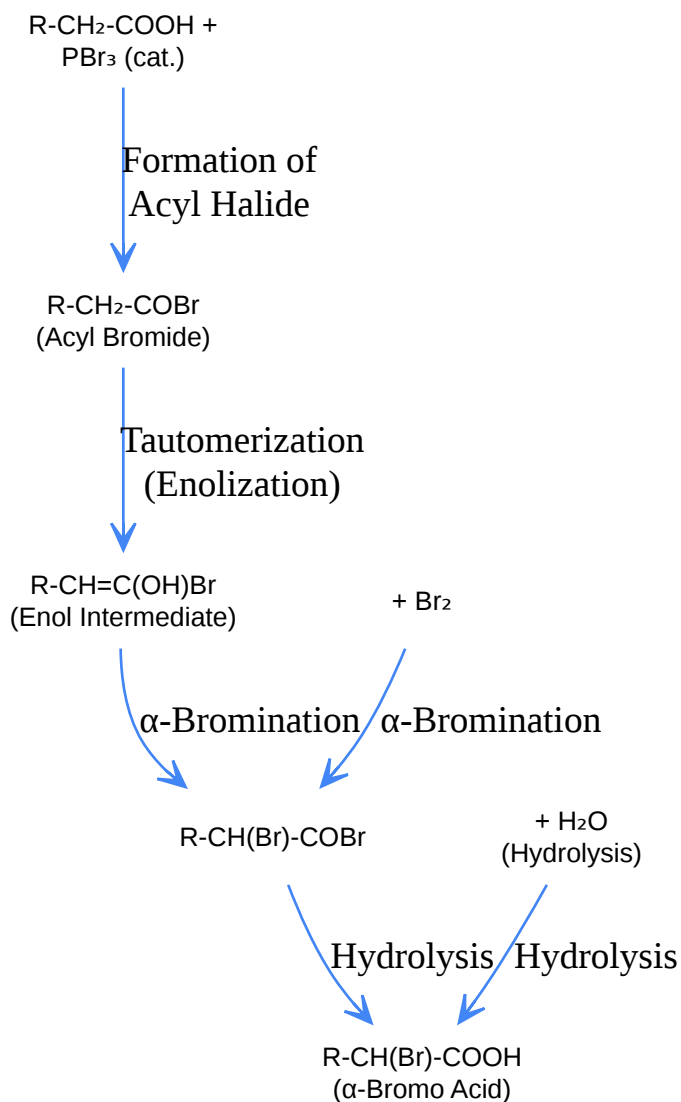 R-CH₂-COOH +
PBr₃ (cat.)
Formation of
Acyl Halide
R-CH₂-COBr
(Acyl Bromide)
Tautomerization
(Enolization)
R-CH=C(OH)Br
(Enol Intermediate)
+ Br₂
α-Bromination
α-Bromination
R-CH(Br)-COBr
+ H₂O
(Hydrolysis)
Hydrolysis
Hydrolysis
R-CH(Br)-COOH
(α-Bromo Acid)